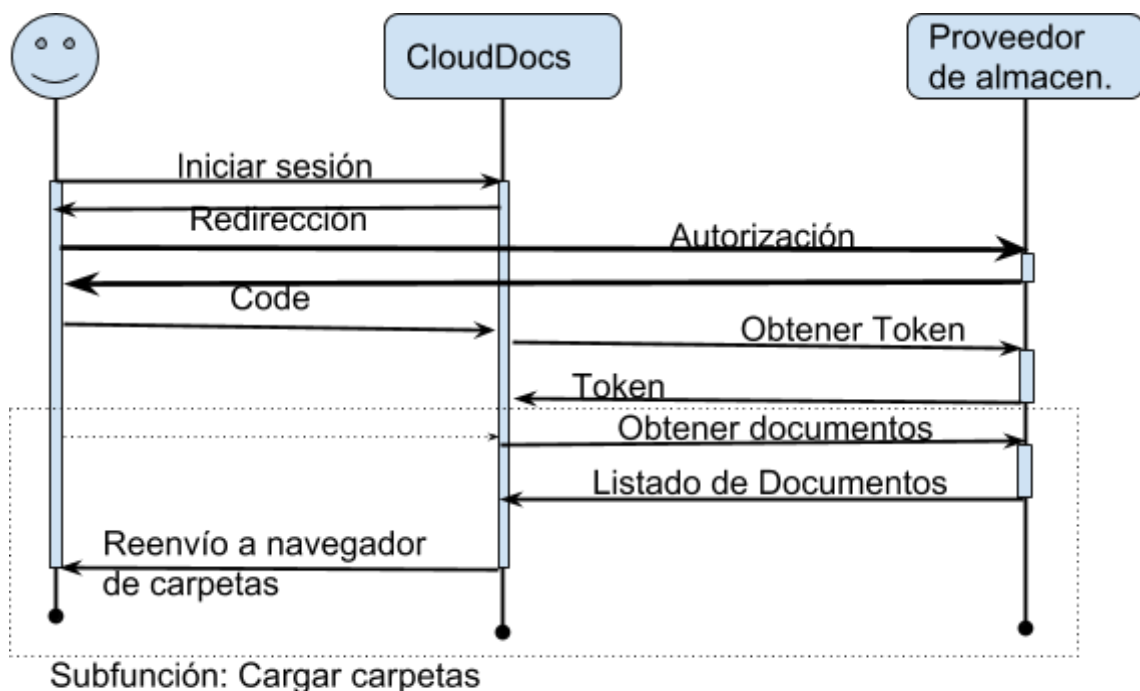 CloudDocs
Proveedor
de almacen.
Iniciar sesión
Redirección
Autorización
Code
Obtener Token
Token
Obtener documentos
Listado de Documentos
Reenvío a navegador
de carpetas
Subfunción: Cargar carpetas